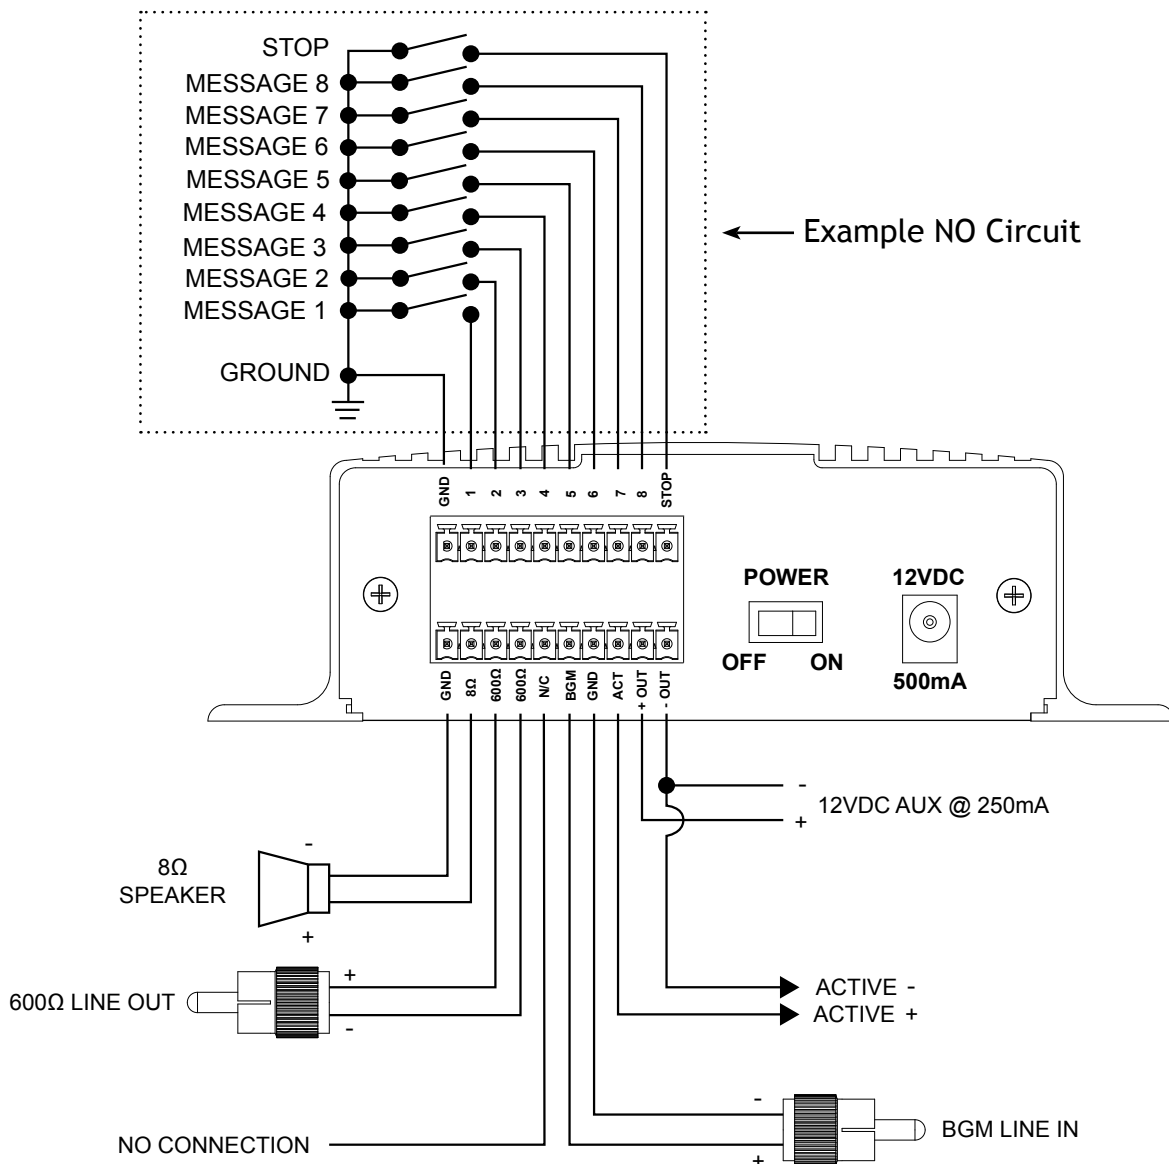 STOP
MESSAGE 8
MESSAGE 7
MESSAGE 6
MESSAGE 5
MESSAGE 4
MESSAGE 3
MESSAGE 2
MESSAGE 1
GROUND
Example NO Circuit
GND 1 2 3 4 5 6 7 8 STOP
POWER
OFF ON
12VDC
500mA
GND 8Ω 600Ω 600Ω N/C BGM GND ACT + OUT - OUT
-
12VDC AUX @ 250mA
+
-
8Ω
SPEAKER
+
+
600Ω LINE OUT
-
ACTIVE -
ACTIVE +
-
BGM LINE IN
+
NO CONNECTION